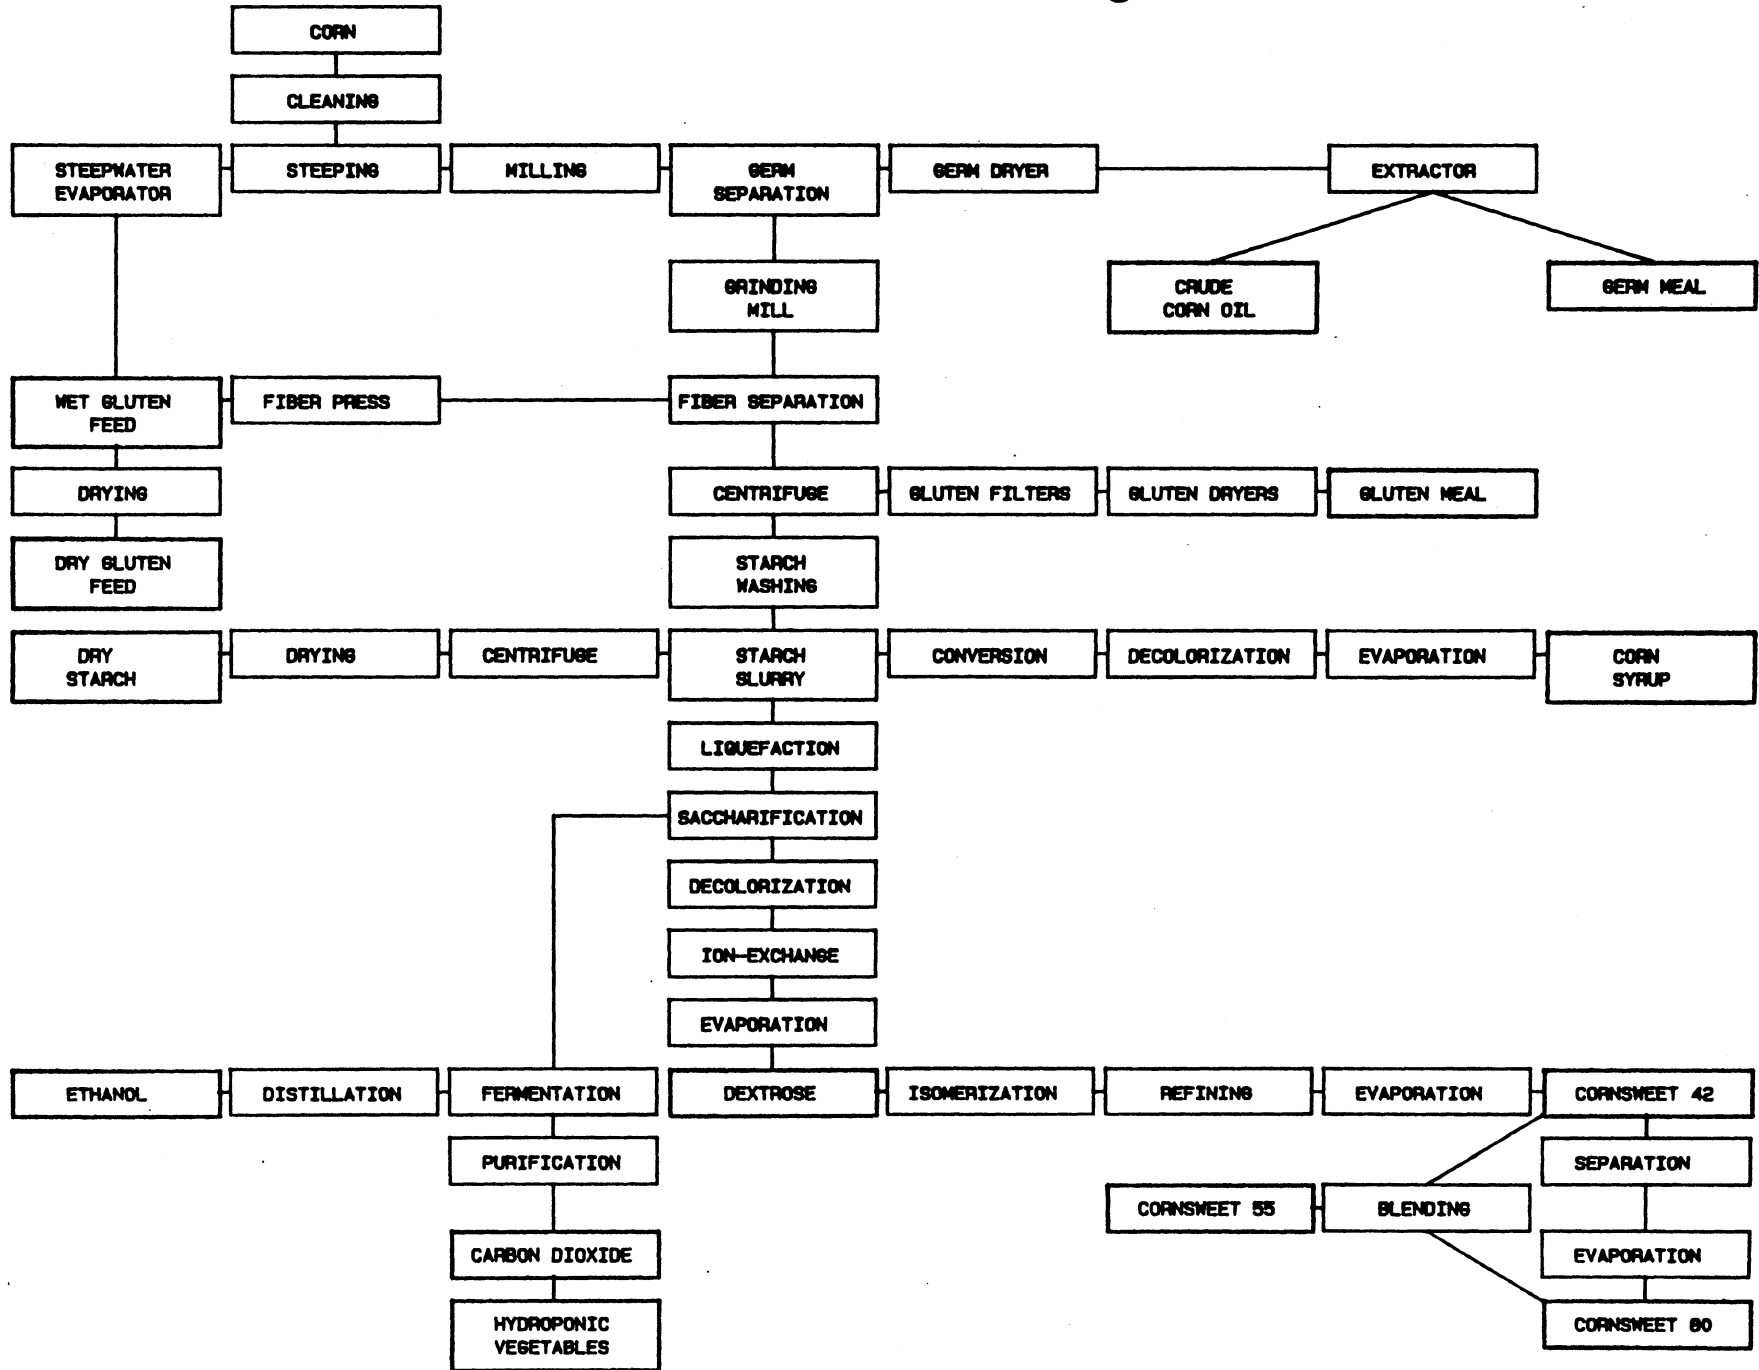 CORN
CLEANING
STEEPWATER
EVAPORATOR
STEEPING
MILLING
GERM
SEPARATION
GERM DRYER
EXTRACTOR
GRINDING
MILL
CRUDE
CORN OIL
GERM MEAL
WET GLUTEN
FEED
FIBER PRESS
FIBER SEPARATION
DRYING
CENTRIFUGE
GLUTEN FILTERS
GLUTEN DRYERS
GLUTEN MEAL
DRY GLUTEN
FEED
STARCH
WASHING
DRY
STARCH
DRYING
CENTRIFUGE
STARCH
SLURRY
CONVERSION
DECOLORIZATION
EVAPORATION
CORN
SYRUP
LIQUEFACTION
SACCHARIFICATION
DECOLORIZATION
ION-EXCHANGE
EVAPORATION
ETHANOL
DISTILLATION
FERMENTATION
DEXTROSE
ISOMERIZATION
REFINING
EVAPORATION
CORNSWEET 42
PURIFICATION
SEPARATION
CORNSWEET 55
BLENDING
CARBON DIOXIDE
EVAPORATION
HYDROPONIC
VEGETABLES
CORNSWEET